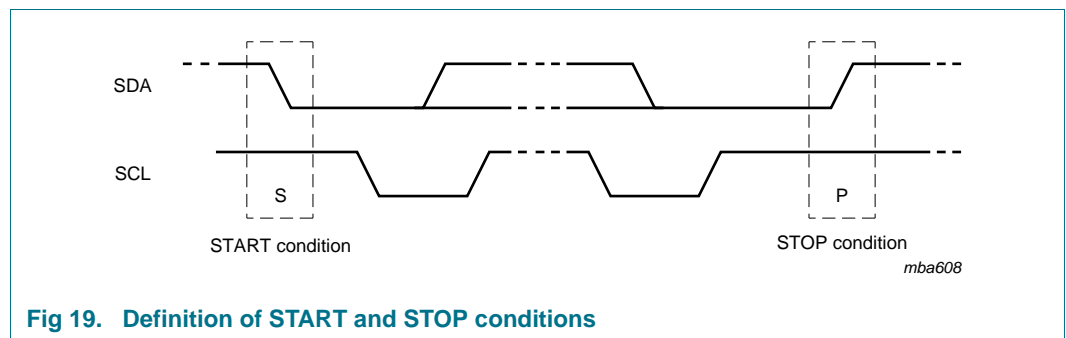 SDA
SCL
S
P
START condition
STOP condition
mba608
Fig 19. Definition of START and STOP conditions